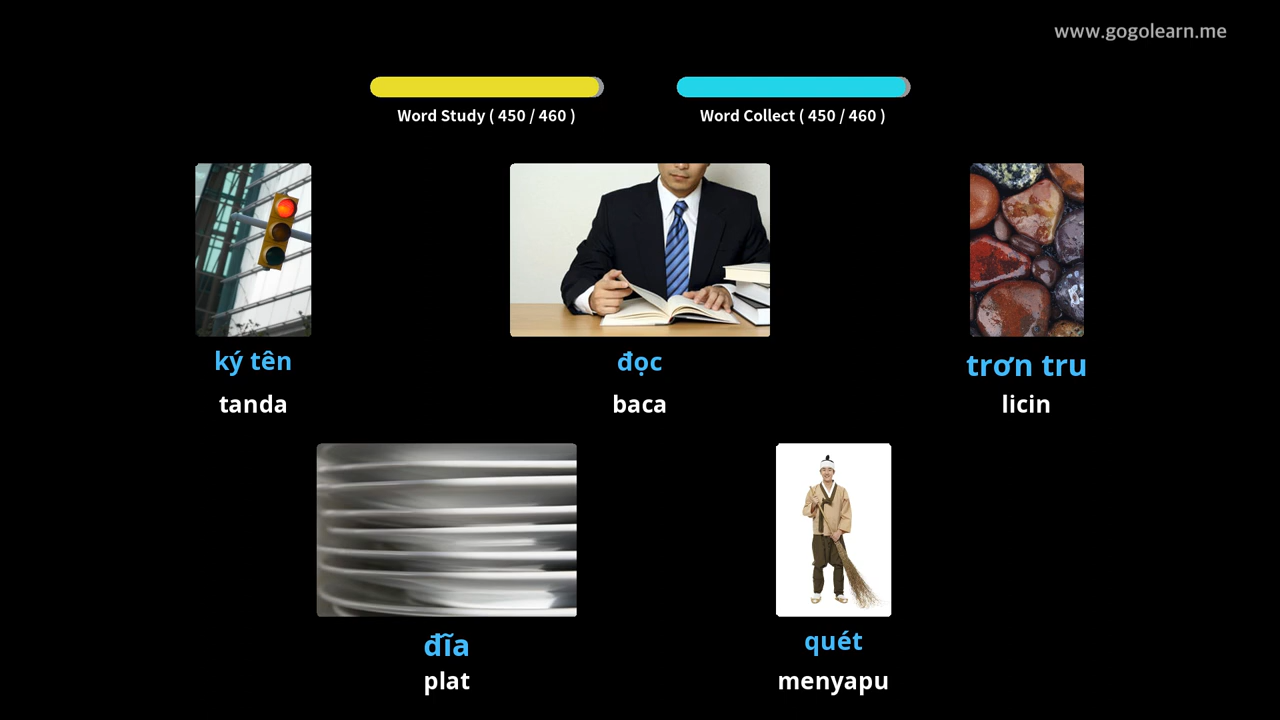 www.gogolearn.me
Word Study ( 450 / 460 )
Word Collect ( 450 / 460 )
ký tên
đọc
trơn tru
tanda
baca
licin
đĩa
quét
plat
menyapu